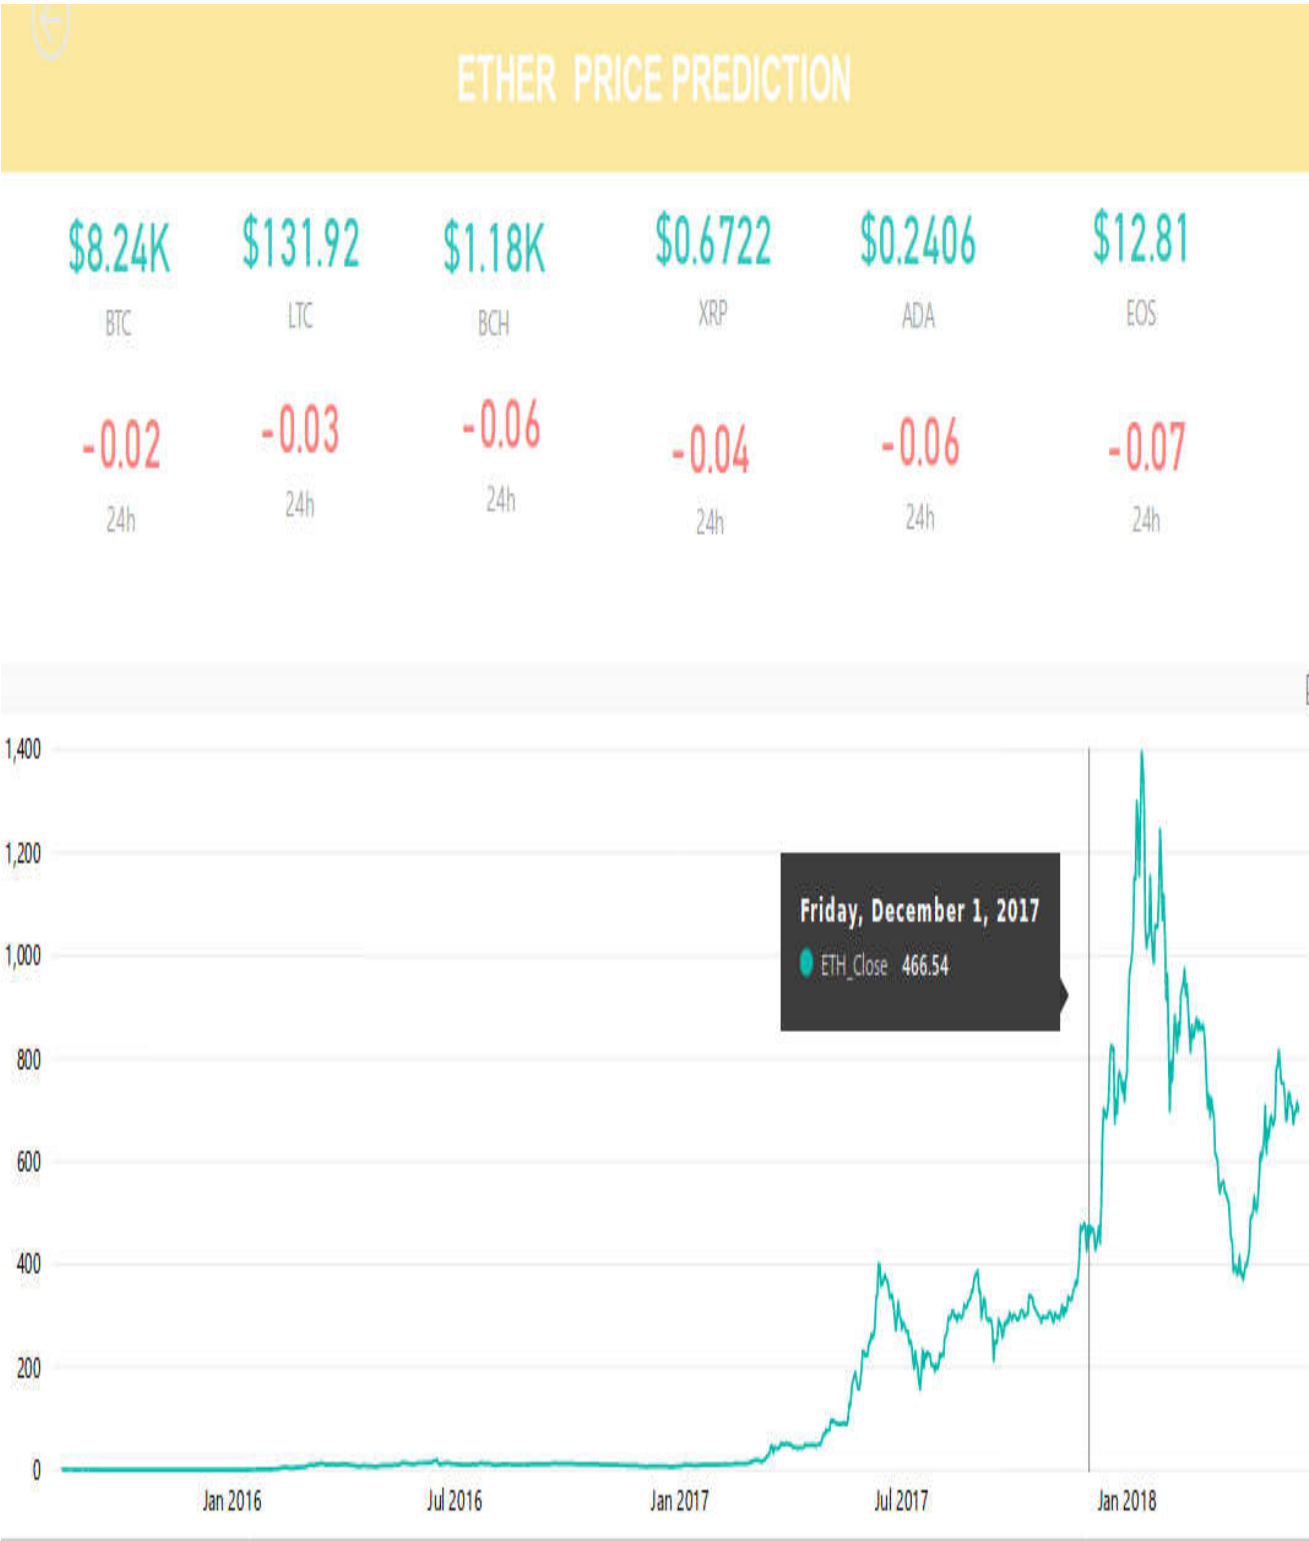 ETHER PRICE PREDICTION
$8.24K $131.92 $1.18K $0.6722 $0.2406 $12.81
BTC LTC BCH XRP ADA EOS
-0.02 -0.03 -0.06 -0.04 -0.06 -0.07
24h 24h 24h 24h 24h 24h
1,400
1,200
Friday, December 1, 2017
ETH_Close 466.54
1,000
800
600
400
200
0
Jan 2016 Jul 2016 Jan 2017 Jul 2017 Jan 2018